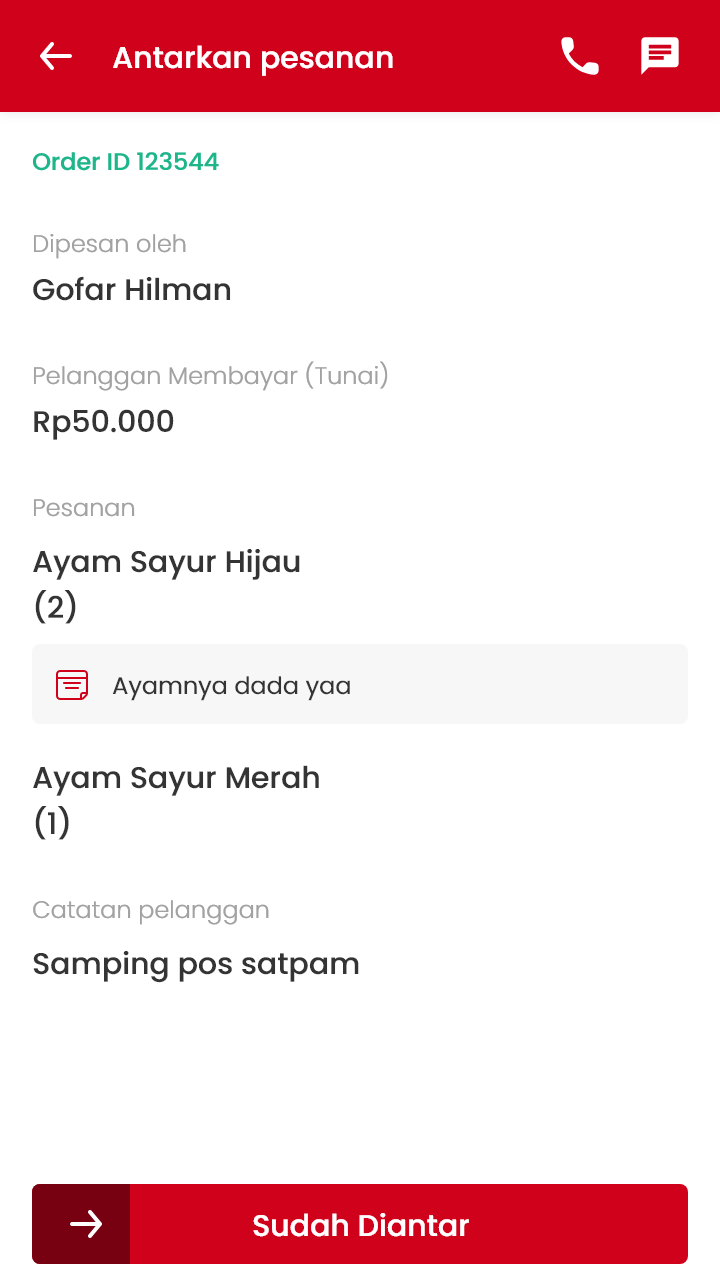 Antarkan pesanan
Order ID 123544
Dipesan oleh
Gofar Hilman
Pelanggan Membayar (Tunai)
Rp50.000
Pesanan
Ayam Sayur Hijau
(2)
Ayamnya dada yaa
Ayam Sayur Merah
(1)
Catatan pelanggan
Samping pos satpam
Sudah Diantar